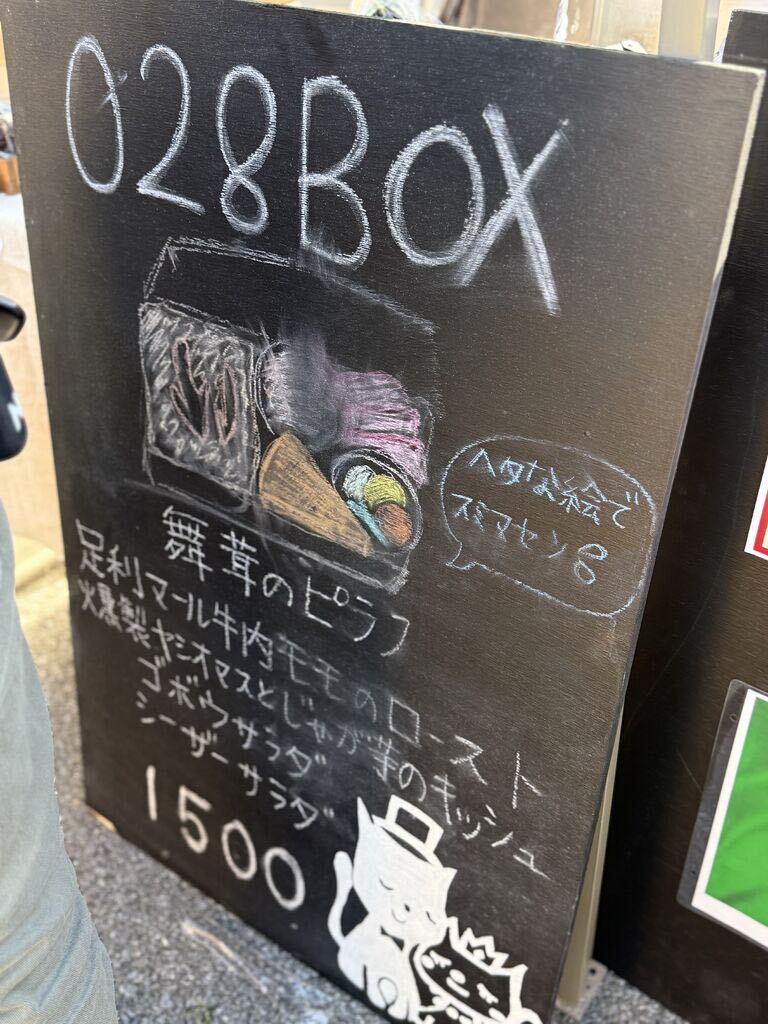 028BOX
ヘタな絵で
スミマセン
舞茸のピラフ
足利マール牛内モモのロースト
燻製ヤシオマスとじゃが芋のキッシュ
ゴボウサラダ
シーザーサラダ
1500